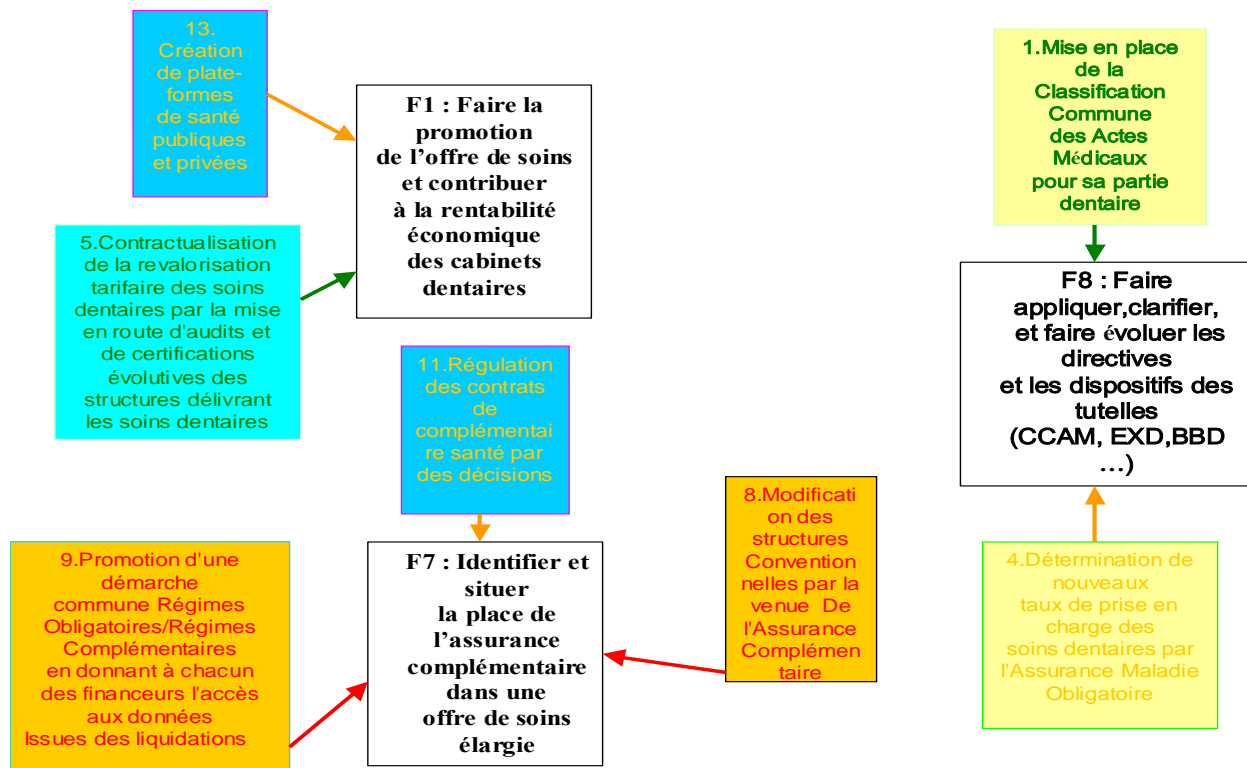 13.
Création
de plate-
formes
de santé
publiques
et privées
F1 : Faire la
promotion
de l'offre de soins
et contribuer
à la rentabilité
économique
des cabinets
dentaires
5.Contractualisation
de la revalorisation
tarifaire des soins
dentaires par la mise
en route d'audits et
de certifications
évolutives des
structures délivrant
les soins dentaires
1.Mise en place
de la
Classification
Commune
des Actes
Médicaux
pour sa partie
dentaire
F8 : Faire
appliquer,clarifier,
et faire évoluer les
directives
et les dispositifs des
tutelles
(CCAM, EXD,BBD
…)
11.Régulation
des contrats
de
complémentai
re santé par
des décisions
8.Modificati
on des
structures
Convention
nelles par la
venue De
l'Assurance
Complémen
taire
9.Promotion d'une
démarche
commune Régimes
Obligatoires/Régimes
Complémentaires
en donnant à chacun
des financeurs l'accès
aux données
Issues des liquidations
F7 : Identifier et
situer
la place de
l'assurance
complémentaire
dans une
offre de soins
élargie
4.Détermination de
nouveaux
taux de prise en
charge des
soins dentaires par
l'Assurance Maladie
Obligatoire